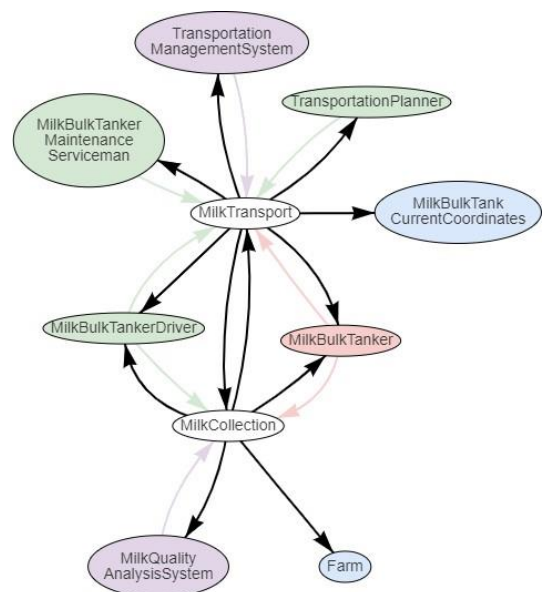 Transportation
ManagementSystem
TransportationPlanner
MilkBulkTanker
Maintenance
Serviceman
MilkTransport
MilkBulkTank
CurrentCoordinates
MilkBulkTankerDriver
MilkBulkTanker
MilkCollection
MilkQuality
AnalysisSystem
Farm